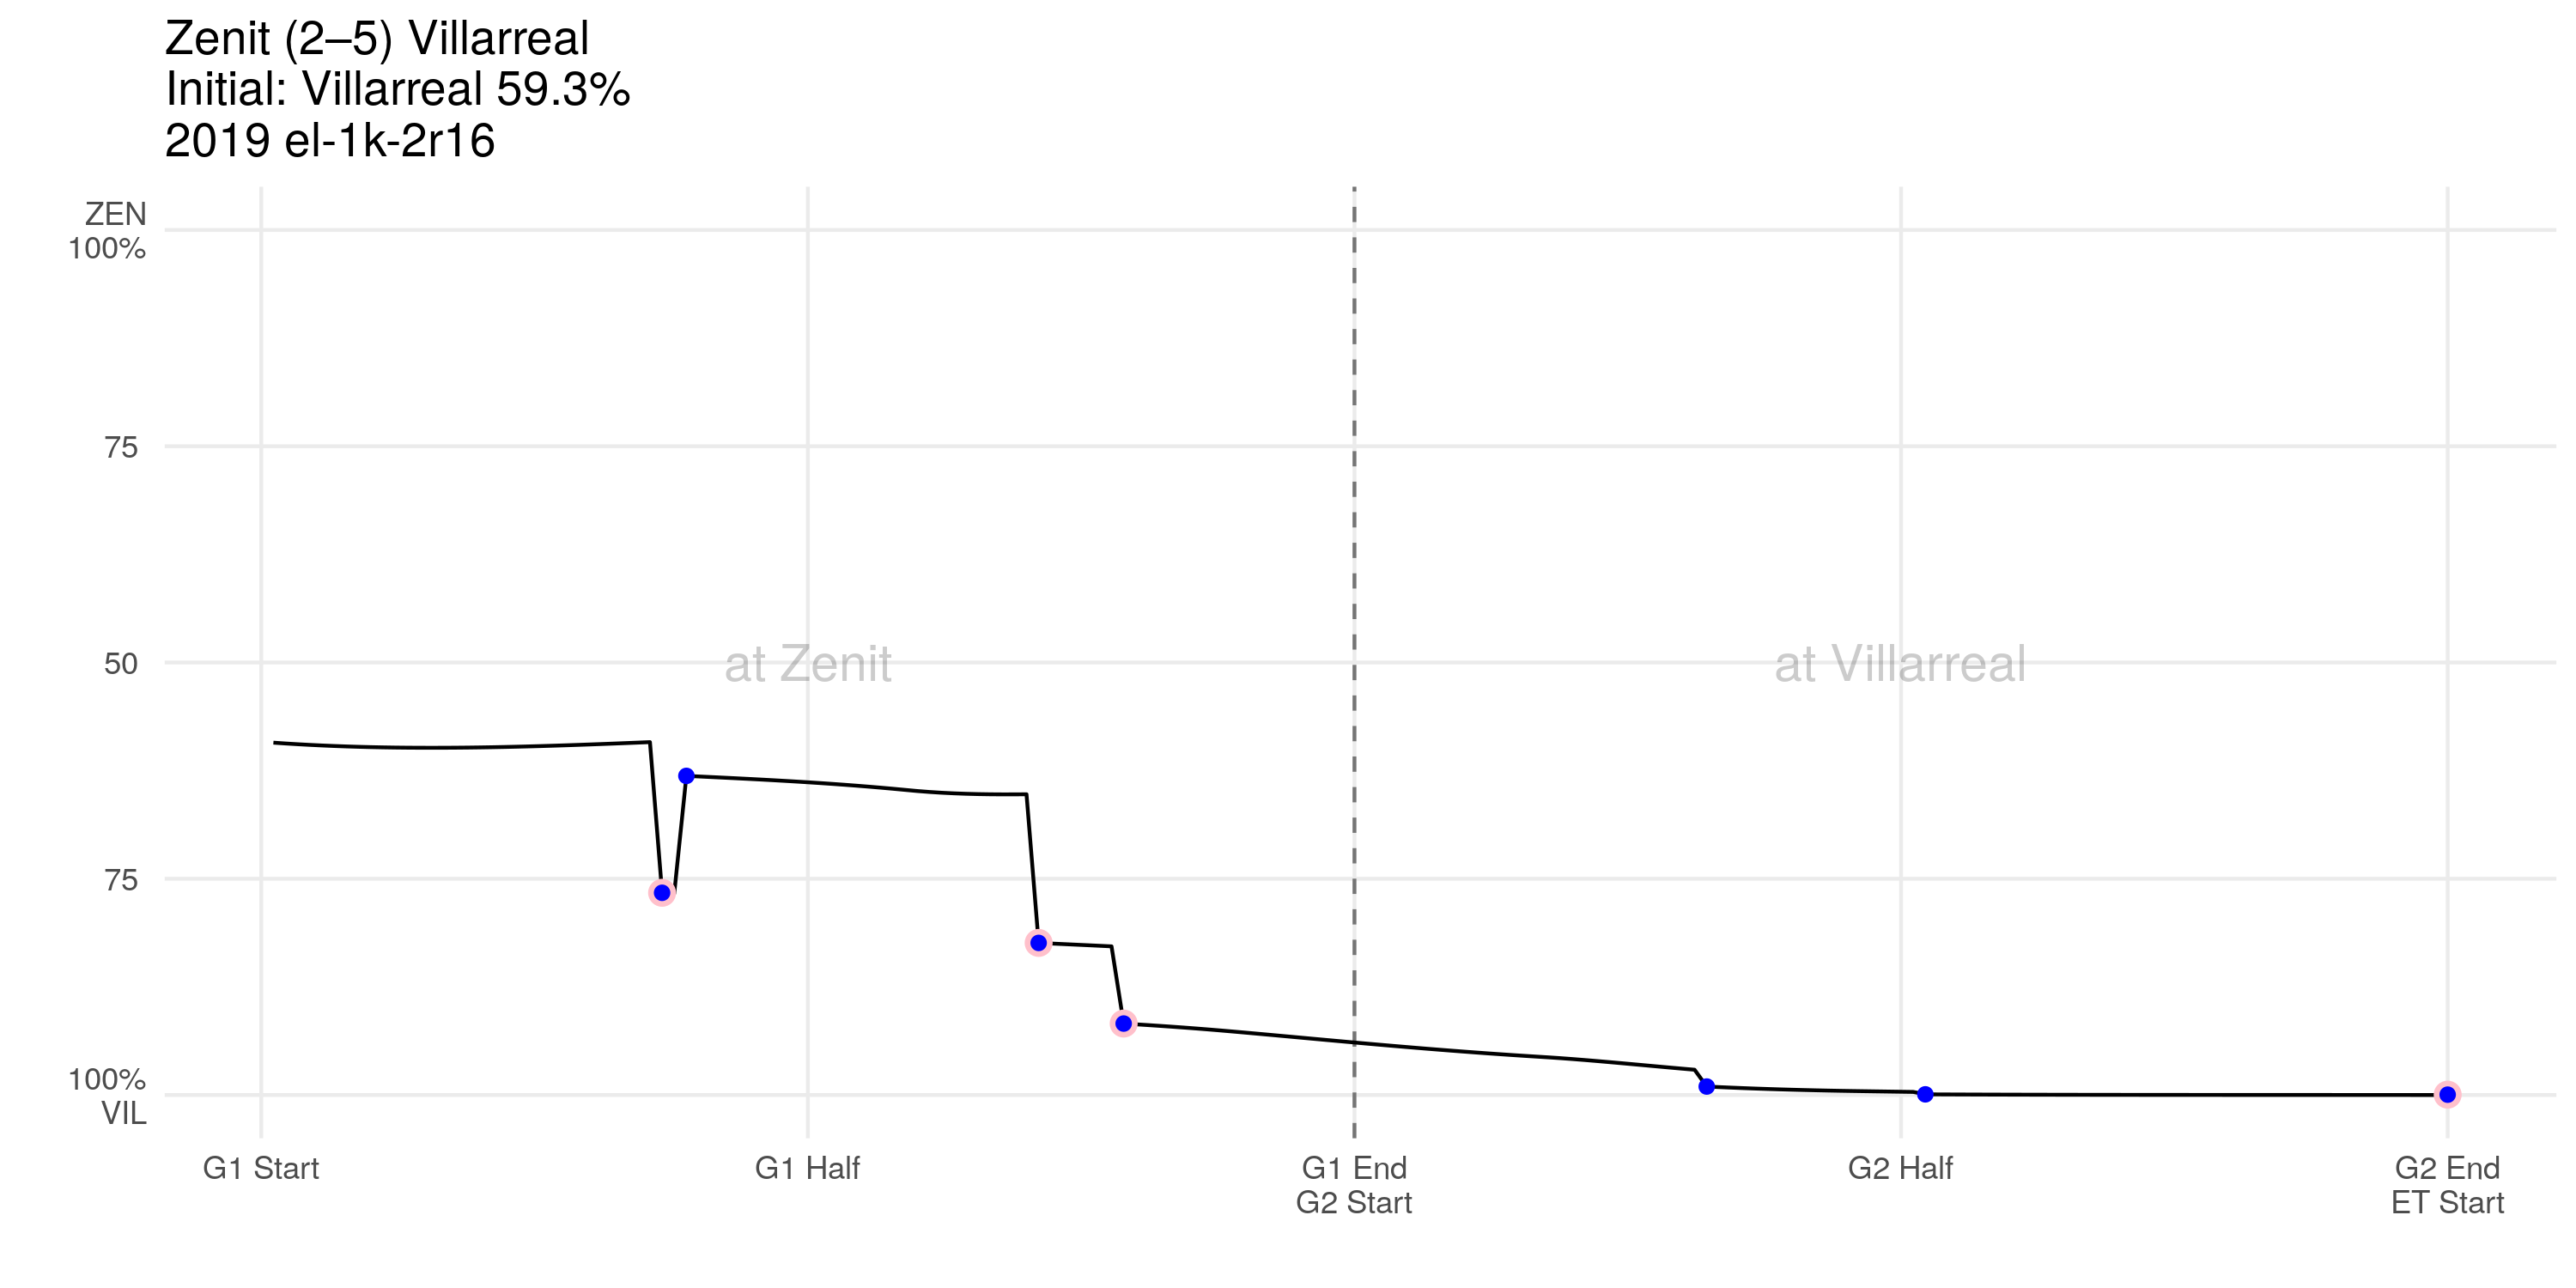 Zenit (2–5) Villarreal
Initial: Villarreal 59.3%
2019 el-1k-2r16
ZEN
100%
75
50
75
100%
VIL
at Zenit
at Villarreal
G1 Start
G1 Half
G1 End
G2 Start
G2 Half
G2 End
ET Start